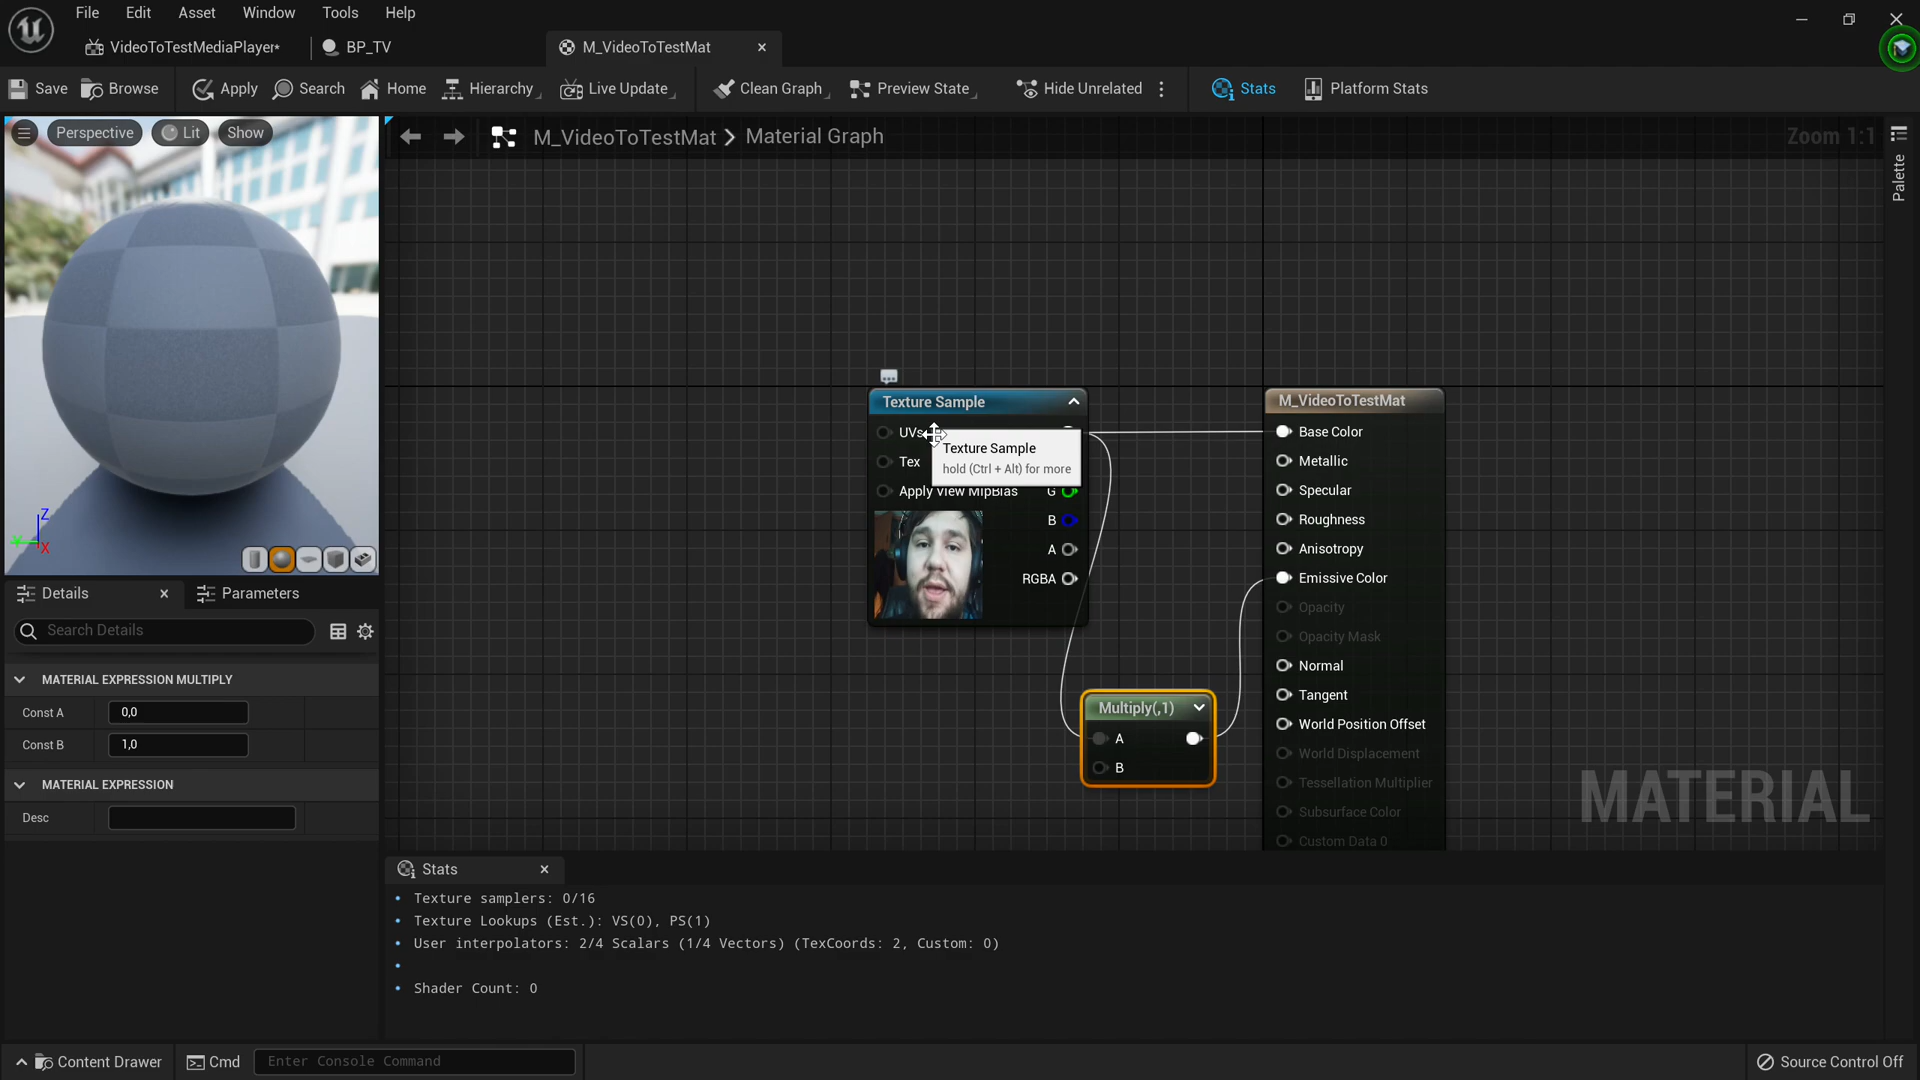 File Edit Asset Window Tools Help
VideoToTestMediaPlayer* BP_TV M_VideoToTestMat
Save Browse Apply Search Home Hierarchy Live Update Clean Graph Preview State Hide Unrelated Stats Platform Stats
Perspective Lit Show
M_VideoToTestMat > Material Graph
Zoom 1:1
Palette
Texture Sample
UVs
Tex
Apply View MipBias
G
B
A
RGBA
Texture Sample
hold (Ctrl + Alt) for more
M_VideoToTestMat
Base Color
Metallic
Specular
Roughness
Anisotropy
Emissive Color
Opacity
Opacity Mask
Normal
Tangent
World Position Offset
World Displacement
Tessellation Multiplier
Subsurface Color
Custom Data 0
Multiply(,1)
A
B
MATERIAL
Z
X
Details Parameters
Search Details
MATERIAL EXPRESSION MULTIPLY
Const A 0,0
Const B 1,0
MATERIAL EXPRESSION
Desc
Stats
Texture samplers: 0/16
Texture Lookups (Est.): VS(0), PS(1)
User interpolators: 2/4 Scalars (1/4 Vectors) (TexCoords: 2, Custom: 0)
Shader Count: 0
Content Drawer Cmd Enter Console Command Source Control Off